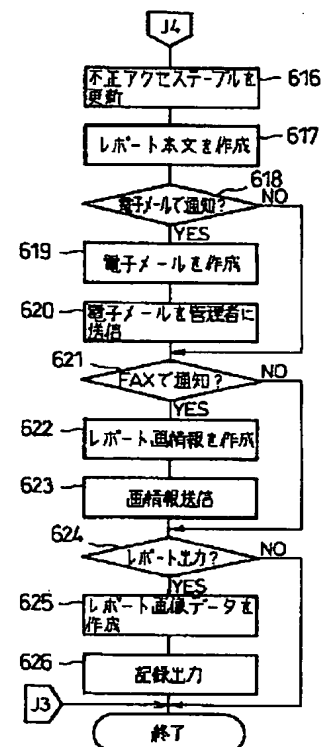 J4
不正アクセステーブルを
更新
616
レポート本文を作成
617
618
電子メールで通知?
NO
YES
619
電子メールを作成
620
電子メールを管理者に
送信
621
FAXで通知?
NO
YES
622
レポート画情報を作成
623
画情報送信
624
レポート出力?
NO
YES
625
レポート画像データを
作成
626
記録出力
J3
終了